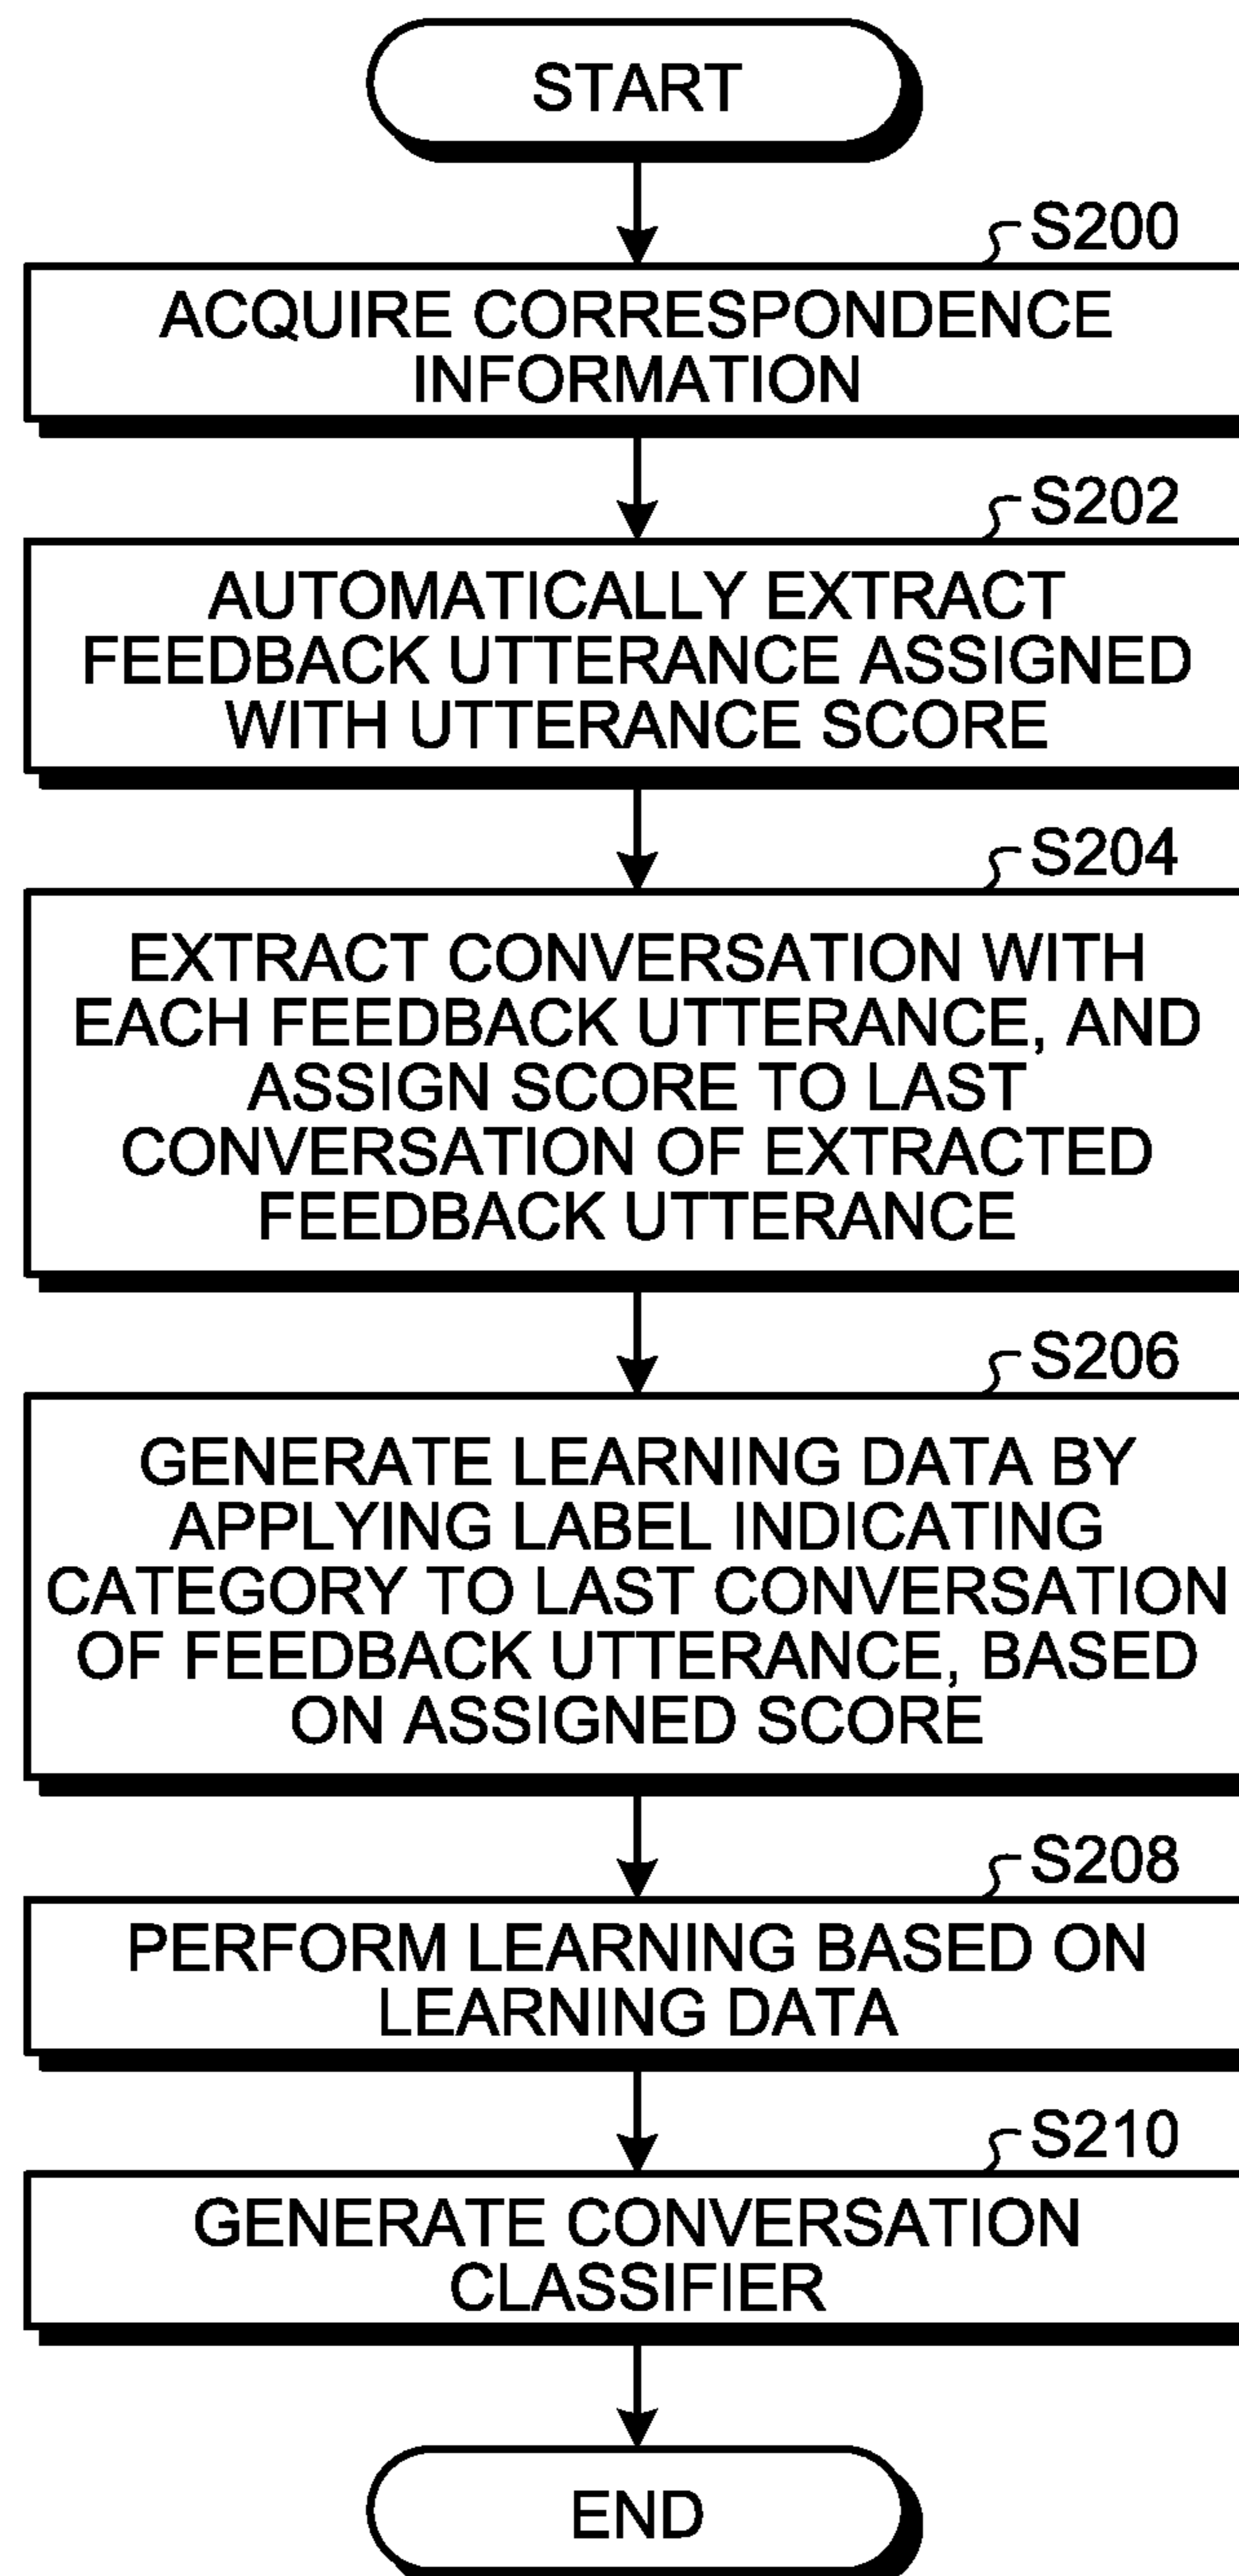 START
S200
ACQUIRE CORRESPONDENCE
INFORMATION
S202
AUTOMATICALLY EXTRACT
FEEDBACK UTTERANCE ASSIGNED
WITH UTTERANCE SCORE
S204
EXTRACT CONVERSATION WITH
EACH FEEDBACK UTTERANCE, AND
ASSIGN SCORE TO LAST
CONVERSATION OF EXTRACTED
FEEDBACK UTTERANCE
S206
GENERATE LEARNING DATA BY
APPLYING LABEL INDICATING
CATEGORY TO LAST CONVERSATION
OF FEEDBACK UTTERANCE, BASED
ON ASSIGNED SCORE
S208
PERFORM LEARNING BASED ON
LEARNING DATA
S210
GENERATE CONVERSATION
CLASSIFIER
END